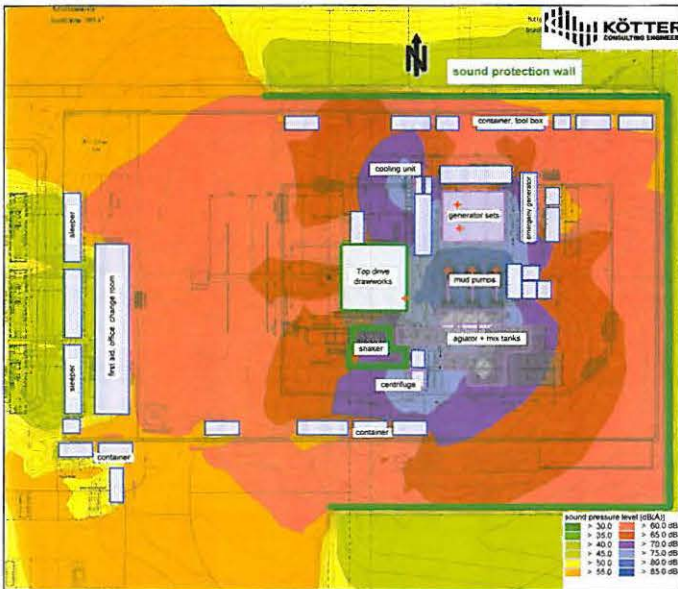 KÖTTER
CONSULTING ENGINEERS
N
sound protection wall
container, tool box
cooling unit
generator sets
emergeny generator
sleeper
first aid, office change room
Top drive
drawworks
mud pumps
shaker
agiator + mix tanks
centrifuge
sleeper
container
container
sound pressure level [dB(A)]
> 30.0
> 35.0
> 40.0
> 45.0
> 50.0
> 55.0
> 60.0 dB
> 65.0 dB
> 70.0 dB
> 75.0 dB
> 80.0 dB
> 85.0 dB